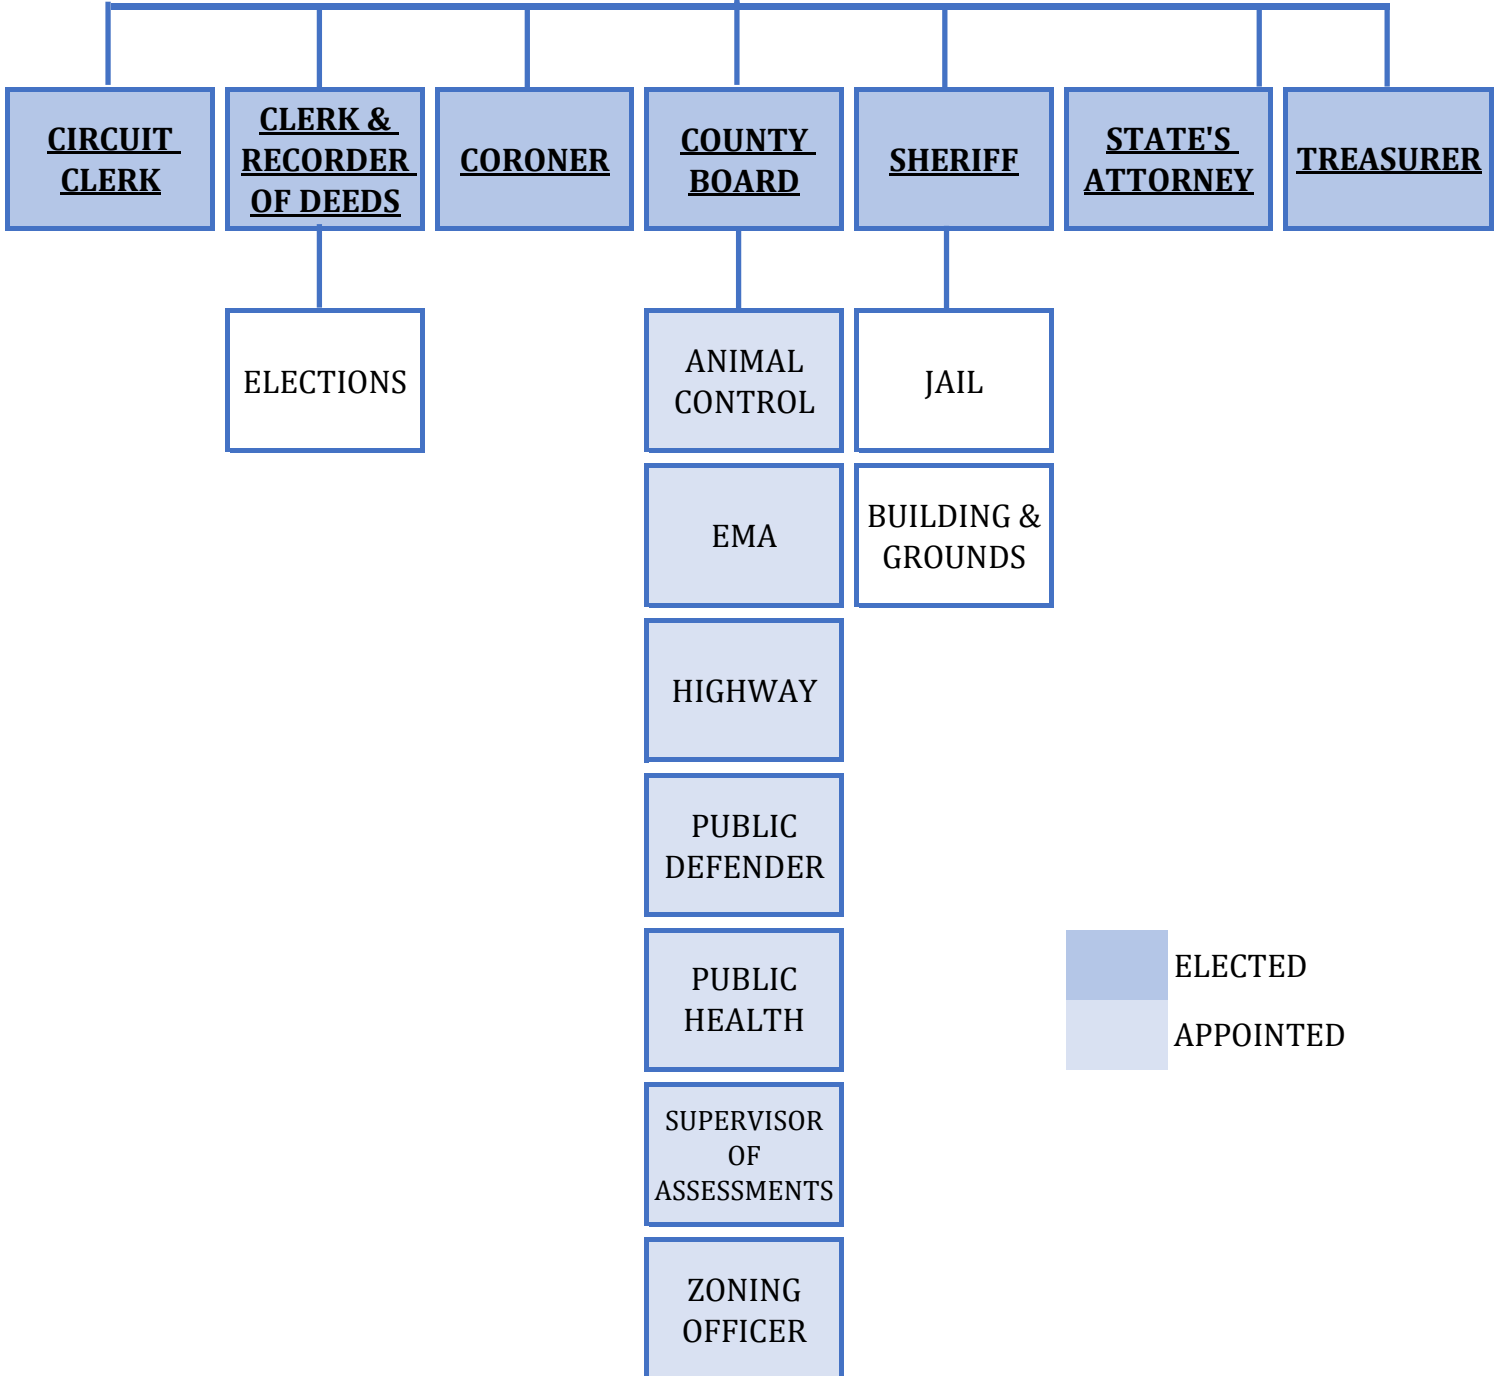 CIRCUIT
CLERK
CLERK &
RECORDER
OF DEEDS
CORONER
COUNTY
BOARD
SHERIFF
STATE'S
ATTORNEY
TREASURER
ELECTIONS
ANIMAL
CONTROL
JAIL
EMA
BUILDING &
GROUNDS
HIGHWAY
PUBLIC
DEFENDER
PUBLIC
HEALTH
ELECTED
APPOINTED
SUPERVISOR
OF
ASSESSMENTS
ZONING
OFFICER